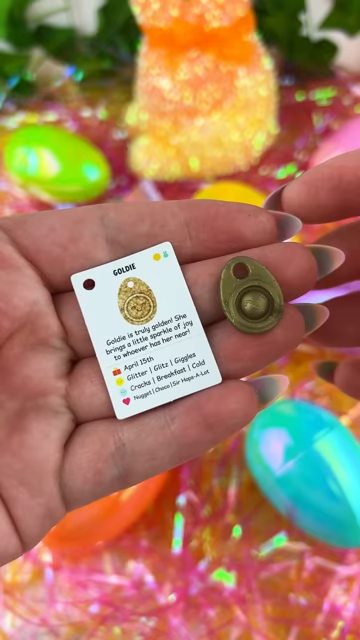 GOLDIE
Goldie is truly golden! She
brings a little sparkle of joy
to whoever has her near!
April 15th
Glitter | Glitz | Giggles
Cracks | Breakfast | Cold
Nugget | Choco | Sir Hops-A-Lot